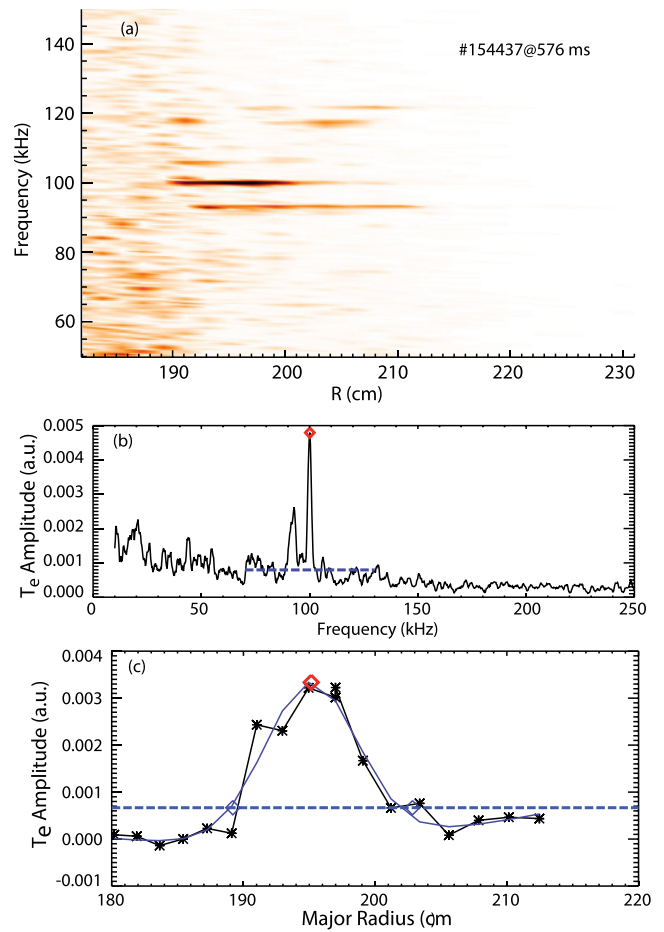 (a)
#154437@576 ms
140
120
100
80
60
Frequency (kHz)
190 200 210 220 230
R (cm)
(b)
0.005
0.004
0.003
0.002
0.001
0.000
Te Amplitude (a.u.)
0 50 100 150 200 250
Frequency (kHz)
(c)
0.004
0.003
0.002
0.001
0.000
-0.001
Te Amplitude (a.u.)
180 190 200 210 220
Major Radius (cm